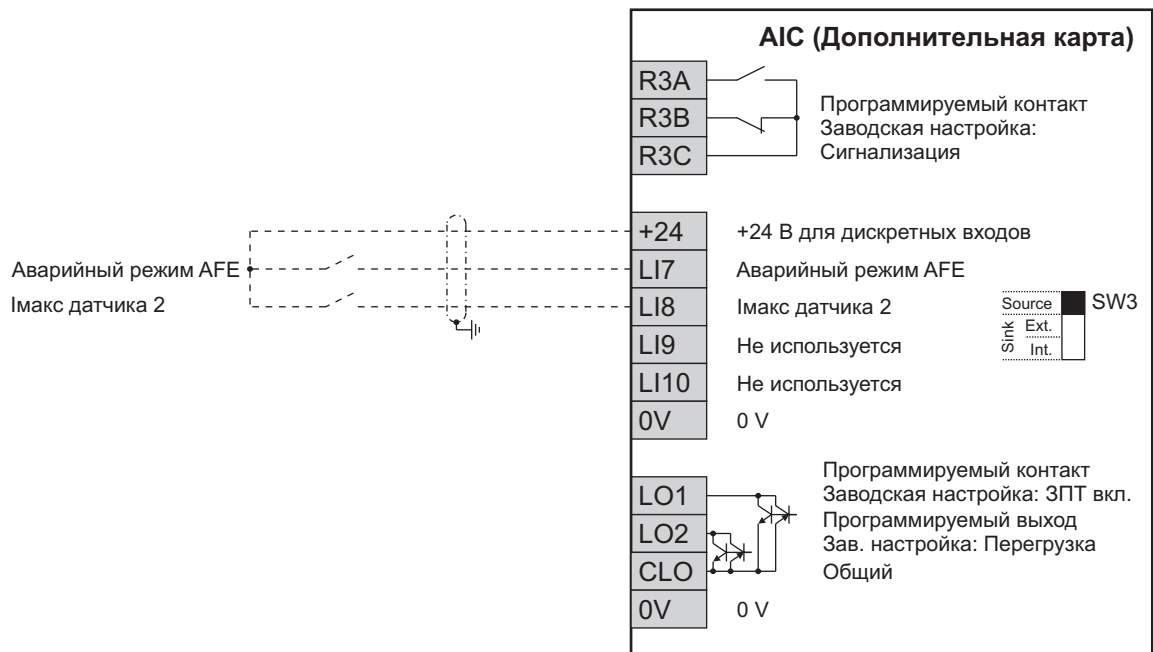 AIC (Дополнительная карта)
R3A
R3B
R3C
Программируемый контакт
Заводская настройка:
Сигнализация
+24
+24 В для дискретных входов
Аварийный режим AFE
LI7
Аварийный режим AFE
Iмакс датчика 2
LI8
Iмакс датчика 2
Source
SW3
Sink
Ext.
Int.
LI9
Не используется
LI10
Не используется
0V
0 V
LO1
Программируемый контакт
Заводская настройка: ЗПТ вкл.
LO2
Программируемый выход
Зав. настройка: Перегрузка
CLO
Общий
0V
0 V